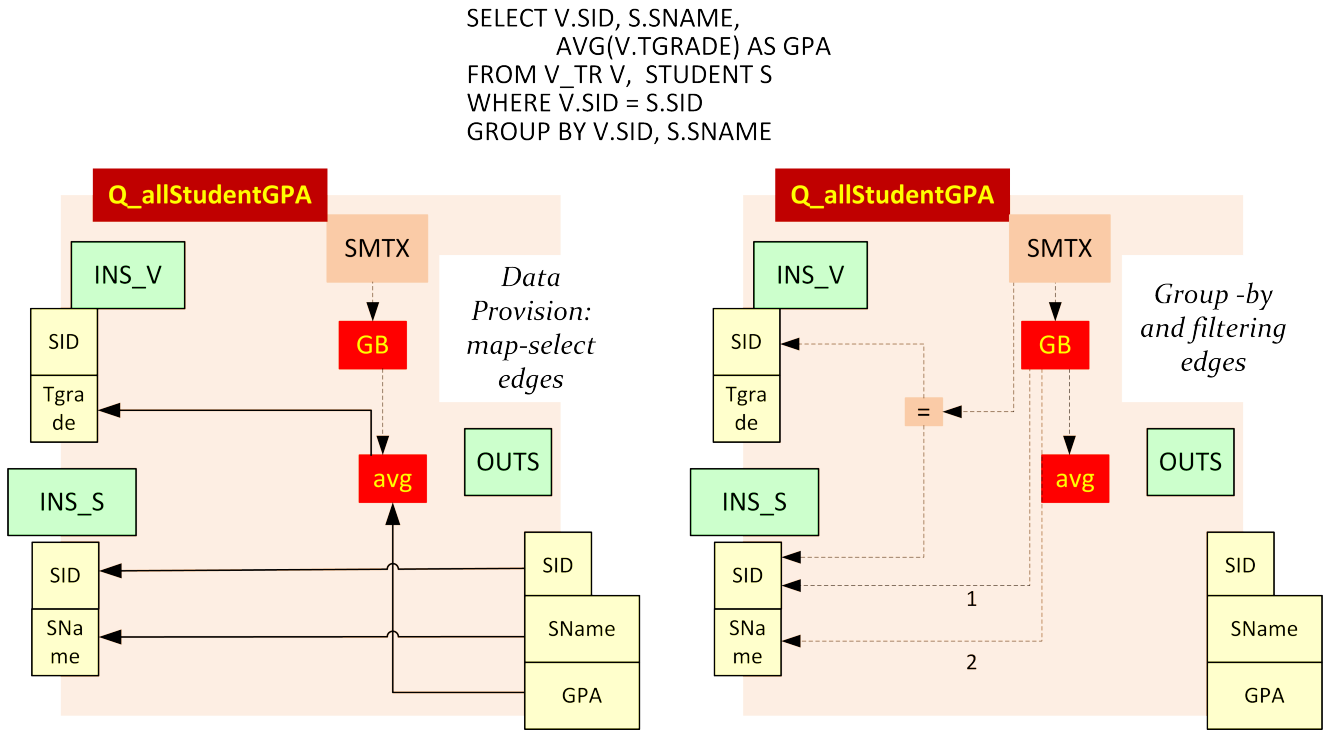 SELECT V.SID, S.SNAME,
AVG(V.TGRADE) AS GPA
FROM V_TR V, STUDENT S
WHERE V.SID = S.SID
GROUP BY V.SID, S.SNAME
Q_allStudentGPA
SMTX
INS_V
Data
Provision:
map-select
edges
SID
GB
Tgra
de
OUTS
avg
INS_S
SID
SID
SNa
me
SName
GPA
Q_allStudentGPA
SMTX
INS_V
Group -by
and filtering
edges
SID
GB
Tgra
de
=
OUTS
avg
INS_S
SID
SID
1
SNa
me
SName
2
GPA